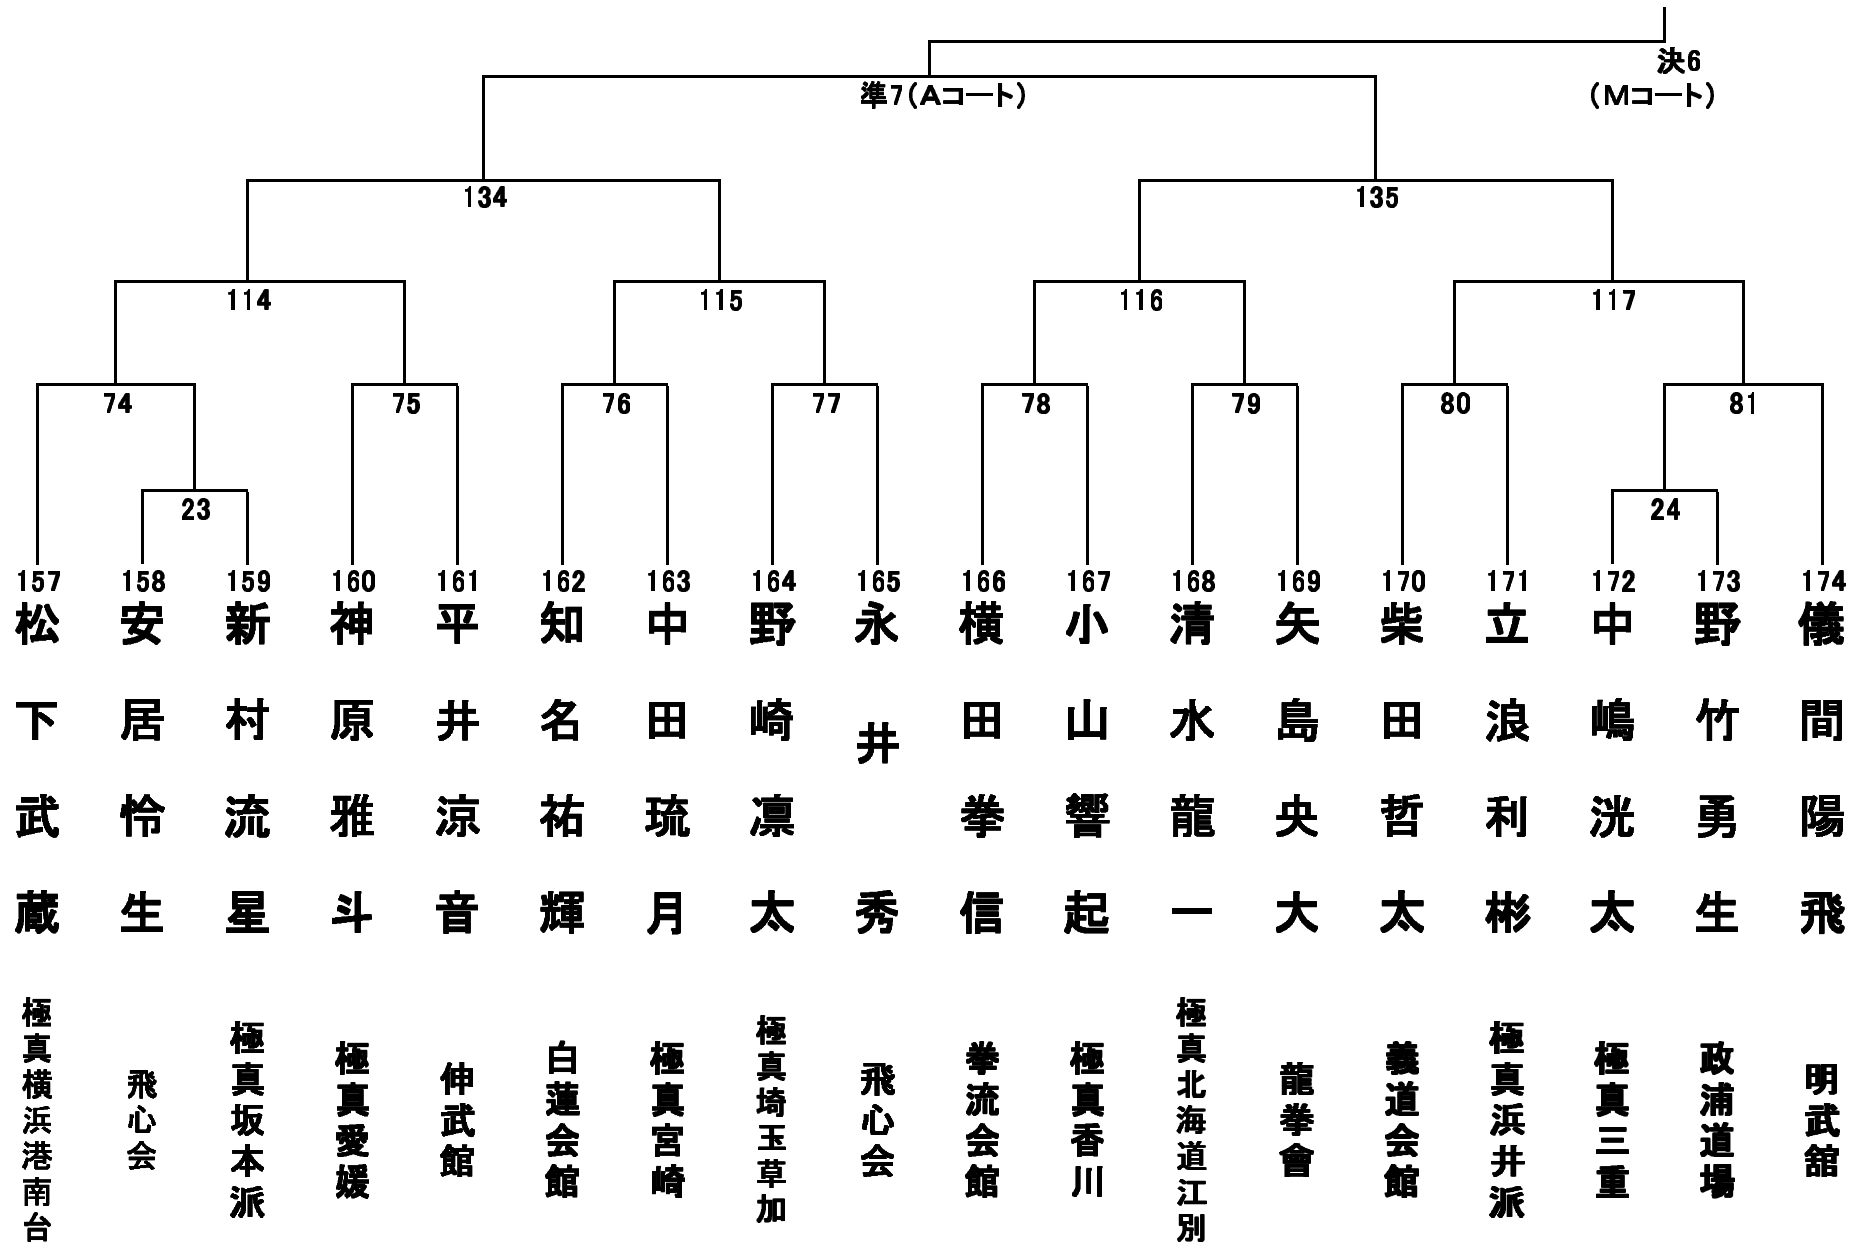 決6
（Mコート）
準7（Aコート）
134
135
114
115
116
117
74
75
76
77
78
79
80
81
23
24
157
松下武蔵
極真横浜港南台
158
安居怜生
飛心会
159
新村流星
極真坂本派
160
神原雅斗
極真愛媛
161
平井涼音
伸武館
162
知名祐輝
白蓮会館
163
中田琉月
極真宮崎
164
野崎凛太
極真埼玉草加
165
永井秀
飛心会
166
横田拳信
拳流会館
167
小山響起
極真香川
168
清水龍一
極真北海道江別
169
矢島央大
龍拳會
170
柴田哲太
義道会館
171
立浪利彬
極真浜井派
172
中嶋洸太
極真三重
173
野竹勇生
政浦道場
174
儀間陽飛
明武舘